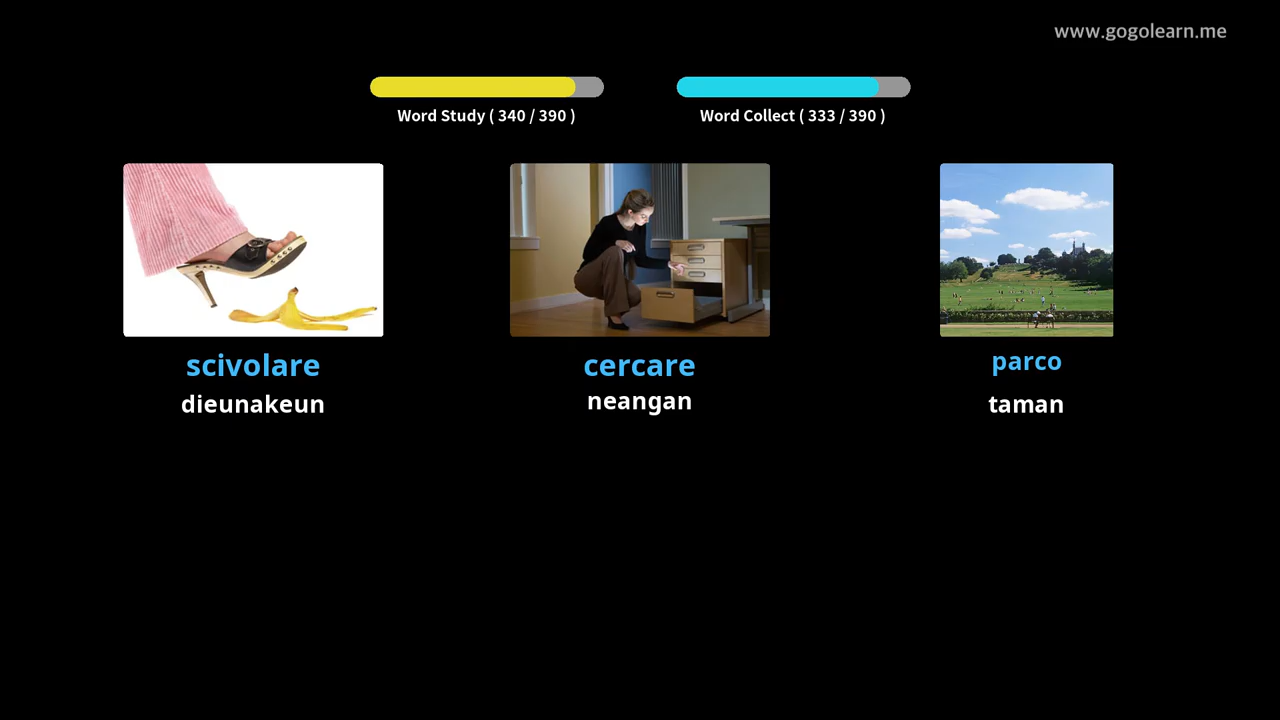 www.gogolearn.me
Word Study ( 340 / 390 )
Word Collect ( 333 / 390 )
scivolare
dieunakeun
cercare
neangan
parco
taman